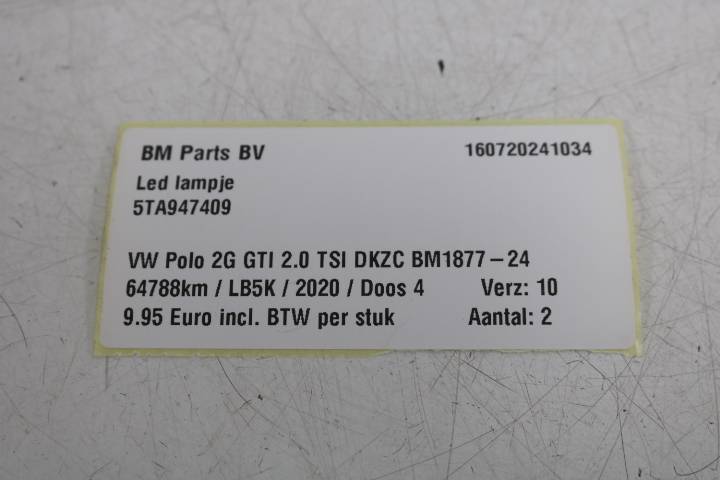 BM Parts BV 160720241034
Led lampje
5TA947409
VW Polo 2G GTI 2.0 TSI DKZC BM1877-24
64788km / LB5K / 2020 / Doos 4 Verz: 10
9.95 Euro incl. BTW per stuk Aantal: 2